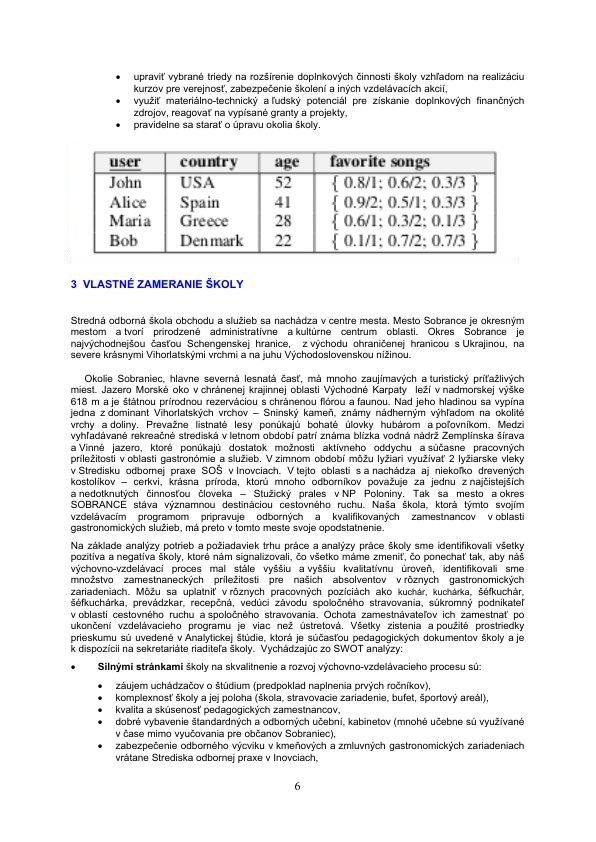 • upraviť vybrané triedy na rozšírenie doplnkových činnosti školy vzhľadom na realizáciu
kurzov pre verejnosť, zabezpečenie školení a iných vzdelávacích akcií,
• využiť materiálno-technický a ľudský potenciál pre získanie doplnkových finančných
zdrojov, reagovať na vypísané granty a projekty,
• pravidelne sa starať o úpravu okolia školy.
user country age favorite songs
John USA 52 { 0.8/1; 0.6/2; 0.3/3 }
Alice Spain 41 { 0.9/2; 0.5/1; 0.3/3 }
Maria Greece 28 { 0.6/1; 0.3/2; 0.1/3 }
Bob Denmark 22 { 0.1/1; 0.7/2; 0.7/3 }
3 VLASTNÉ ZAMERANIE ŠKOLY
Stredná odborná škola obchodu a služieb sa nachádza v centre mesta. Mesto Sobrance je okresným
mestom a tvorí prirodzené administratívne a kultúrne centrum oblasti. Okres Sobrance je
najvýchodnejšou časťou Schengenskej hranice, z východu ohraničenej hranicou s Ukrajinou, na
severe krásnymi Vihorlatskými vrchmi a na juhu Východoslovenskou nížinou.
Okolie Sobraniec, hlavne severná lesnatá časť, má mnoho zaujímavých a turistický príťažlivých
miest. Jazero Morské oko v chránenej krajinnej oblasti Východné Karpaty leží v nadmorskej výške
618 m a je štátnou prírodnou rezerváciou s chránenou flórou a faunou. Nad jeho hladinou sa vypína
jedna z dominant Vihorlatských vrchov – Sninský kameň, známy nádherným výhľadom na okolité
vrchy a doliny. Prevažne listnaté lesy ponúkajú bohaté úlovky hubárom a poľovníkom. Medzi
vyhľadávané rekreačné strediská v letnom období patrí známa blízka vodná nádrž Zemplínska šírava
a Vinné jazero, ktoré ponúkajú dostatok možnosti aktívneho oddychu a súčasne pracovných
príležitosti v oblasti gastronómie a služieb. V zimnom období môžu lyžiari využívať 2 lyžiarske vleky
v Stredisku odbornej praxe SOŠ v Inovciach. V tejto oblasti s a nachádza aj niekoľko drevených
kostolíkov – cerkvi, krásna príroda, ktorú mnoho odborníkov považuje za jednu z najčistejších
a nedotknutých činnosťou človeka – Stužický prales v NP Poloniny. Tak sa mesto a okres
SOBRANCE stáva významnou destináciou cestovného ruchu. Naša škola, ktorá týmto svojím
vzdelávacím programom pripravuje odborných a kvalifikovaných zamestnancov v oblasti
gastronomických služieb, má preto v tomto meste svoje opodstatnenie.
Na základe analýzy potrieb a požiadaviek trhu práce a analýzy práce školy sme identifikovali všetky
pozitíva a negatíva školy, ktoré nám signalizovali, čo všetko máme zmeniť, čo ponechať tak, aby náš
výchovno-vzdelávací proces mal stále vyššiu a vyššiu kvalitatívnu úroveň, identifikovali sme
množstvo zamestnaneckých príležitosti pre našich absolventov v rôznych gastronomických
zariadeniach. Môžu sa uplatniť v rôznych pracovných pozíciách ako kuchár, kuchárka, šéfkuchár,
šéfkuchárka, prevádzkar, recepčná, vedúci závodu spoločného stravovania, súkromný podnikateľ
v oblasti cestovného ruchu a spoločného stravovania. Ochota zamestnávateľov ich zamestnať po
ukončení vzdelávacieho programu je viac než ústretová. Všetky zistenia a použité prostriedky
prieskumu sú uvedené v Analytickej štúdie, ktorá je súčasťou pedagogických dokumentov školy a je
k dispozícii na sekretariáte riaditeľa školy. Vychádzajúc zo SWOT analýzy:
• Silnými stránkami školy na skvalitnenie a rozvoj výchovno-vzdelávacieho procesu sú:
• záujem uchádzačov o štúdium (predpoklad naplnenia prvých ročníkov),
• komplexnosť školy a jej poloha (škola, stravovacie zariadenie, bufet, športový areál),
• kvalita a skúsenosť pedagogických zamestnancov,
• dobré vybavenie štandardných a odborných učební, kabinetov (mnohé učebne sú využívané
v čase mimo vyučovania pre občanov Sobraniec),
• zabezpečenie odborného výcviku v kmeňových a zmluvných gastronomických zariadeniach
vrátane Strediska odbornej praxe v Inovciach,
6